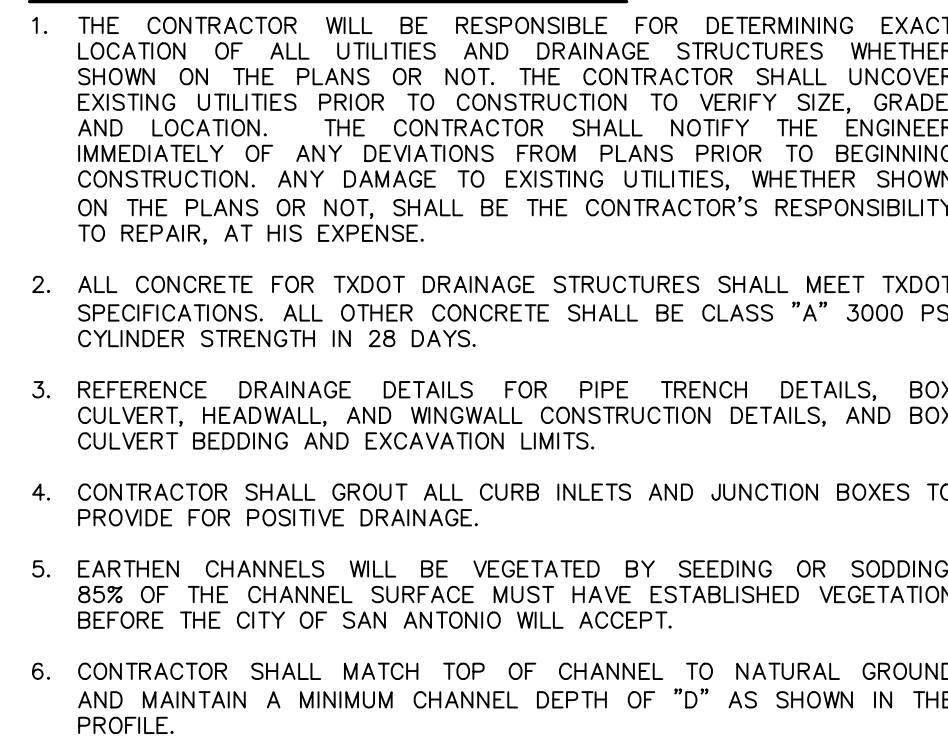 1. THE CONTRACTOR WILL BE RESPONSIBLE FOR DETERMINING EXACT
LOCATION OF ALL UTILITIES AND DRAINAGE STRUCTURES WHETHER
SHOWN ON THE PLANS OR NOT. THE CONTRACTOR SHALL UNCOVER
EXISTING UTILITIES PRIOR TO CONSTRUCTION TO VERIFY SIZE, GRADE,
AND LOCATION. THE CONTRACTOR SHALL NOTIFY THE ENGINEER
IMMEDIATELY OF ANY DEVIATIONS FROM PLANS PRIOR TO BEGINNING
CONSTRUCTION. ANY DAMAGE TO EXISTING UTILITIES, WHETHER SHOWN
ON THE PLANS OR NOT, SHALL BE THE CONTRACTOR'S RESPONSIBILITY
TO REPAIR, AT HIS EXPENSE.
2. ALL CONCRETE FOR TXDOT DRAINAGE STRUCTURES SHALL MEET TXDOT
SPECIFICATIONS. ALL OTHER CONCRETE SHALL BE CLASS "A" 3000 PS
CYLINDER STRENGTH IN 28 DAYS.
3. REFERENCE DRAINAGE DETAILS FOR PIPE TRENCH DETAILS, BOX
CULVERT, HEADWALL, AND WINGWALL CONSTRUCTION DETAILS, AND BOX
CULVERT BEDDING AND EXCAVATION LIMITS.
4. CONTRACTOR SHALL GROUT ALL CURB INLETS AND JUNCTION BOXES TO
PROVIDE FOR POSITIVE DRAINAGE.
5. EARTHEN CHANNELS WILL BE VEGETATED BY SEEDING OR SODDING.
85% OF THE CHANNEL SURFACE MUST HAVE ESTABLISHED VEGETATION
BEFORE THE CITY OF SAN ANTONIO WILL ACCEPT.
6. CONTRACTOR SHALL MATCH TOP OF CHANNEL TO NATURAL GROUND
AND MAINTAIN A MINIMUM CHANNEL DEPTH OF "D" AS SHOWN IN THE
PROFILE.